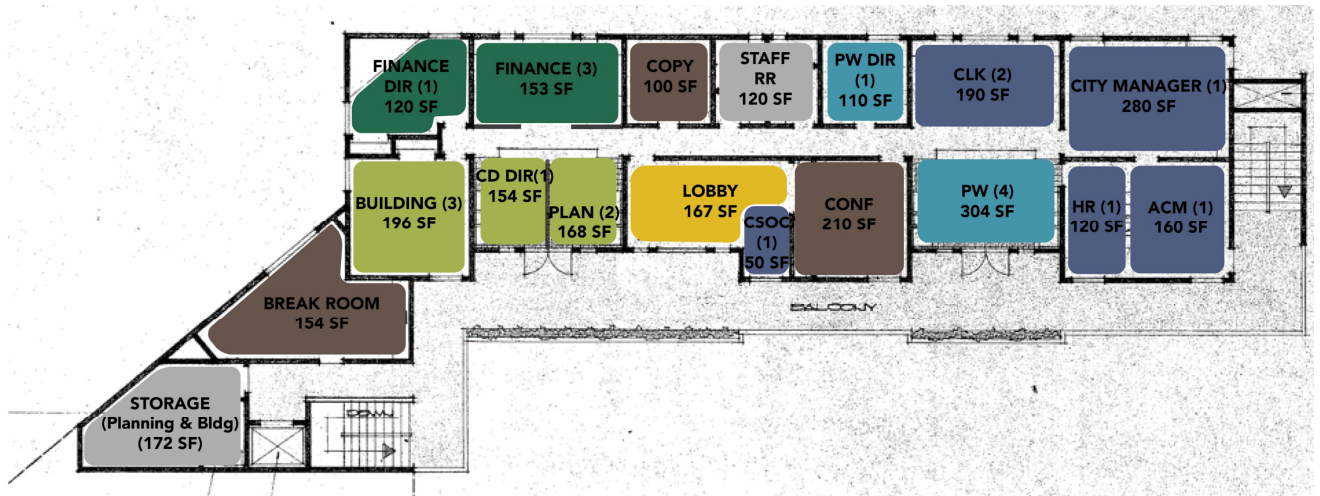 FINANCE
DIR (1)
120 SF
FINANCE (3)
153 SF
COPY
100 SF
STAFF
RR
120 SF
PW DIR
(1)
110 SF
CLK (2)
190 SF
CITY MANAGER (1)
280 SF
BUILDING (3)
196 SF
CD DIR(1)
154 SF
PLAN (2)
168 SF
LOBBY
167 SF
CSOC
(1)
50 SF
CONF
210 SF
PW (4)
304 SF
HR (1)
120 SF
ACM (1)
160 SF
BREAK ROOM
154 SF
BALCONY
STORAGE
(Planning & Bldg)
(172 SF)
DOWN